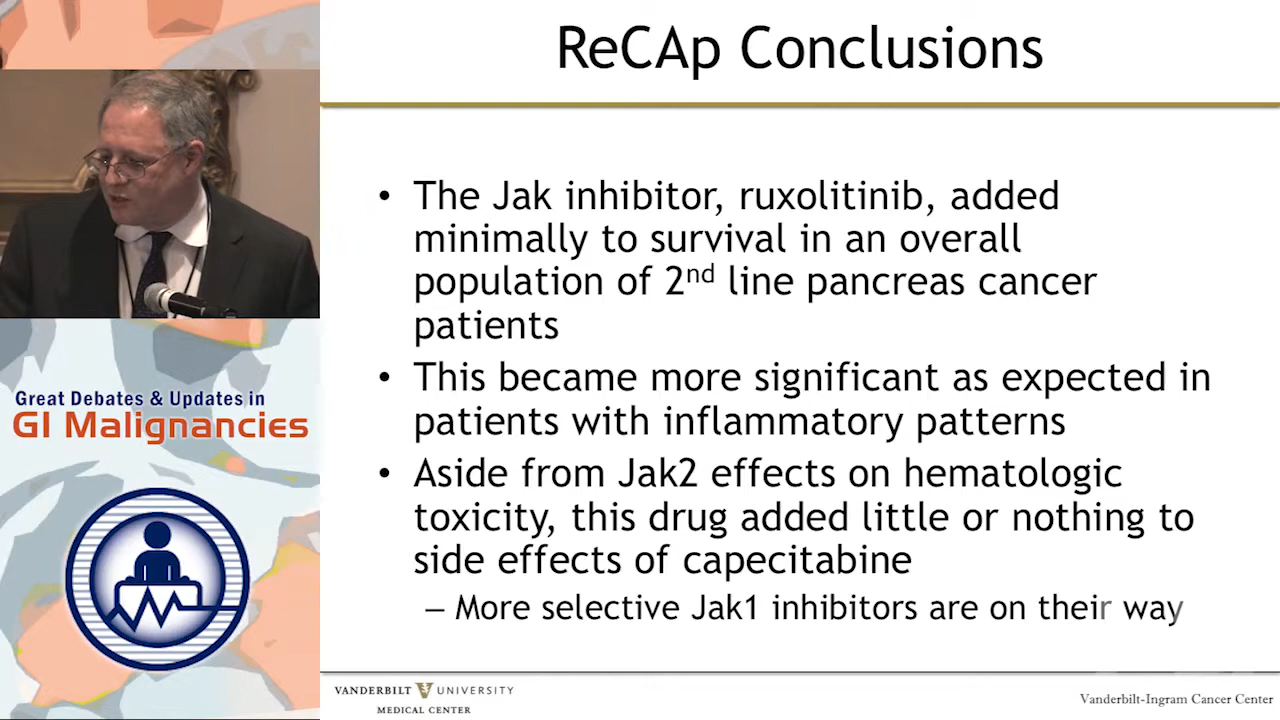 ReCAp Conclusions
• The Jak inhibitor, ruxolitinib, added
minimally to survival in an overall
population of 2nd line pancreas cancer
patients
• This became more significant as expected in
patients with inflammatory patterns
• Aside from Jak2 effects on hematologic
toxicity, this drug added little or nothing to
side effects of capecitabine
– More selective Jak1 inhibitors are on their way
Great Debates & Updates in
GI Malignancies
VANDERBILT UNIVERSITY
MEDICAL CENTER
Vanderbilt-Ingram Cancer Center